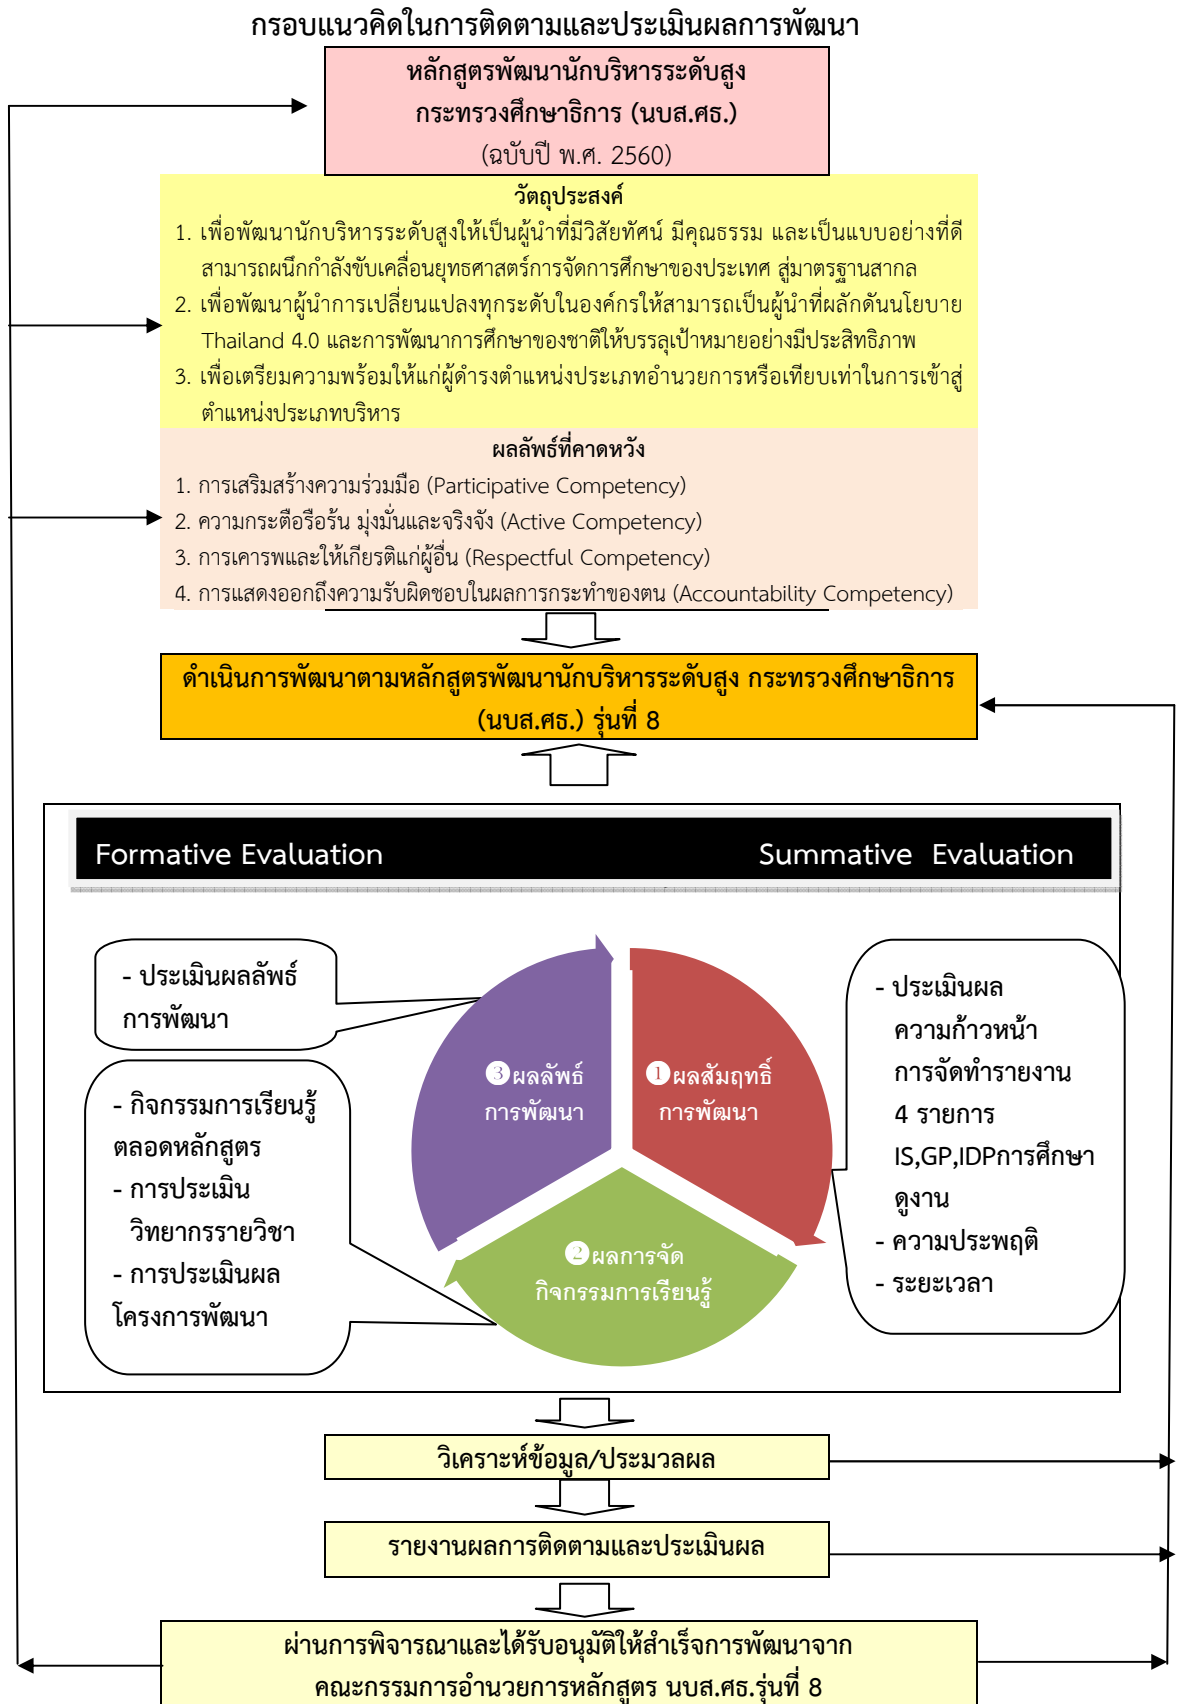 กรอบแนวคิดในการติดตามและประเมินผลการพัฒนา
หลักสูตรพัฒนานักบริหารระดับสูง
กระทรวงศึกษาธิการ (นบส.ศธ.)
(ฉบับปี พ.ศ. 2560)
วัตถุประสงค์
1. เพื่อพัฒนานักบริหารระดับสูงให้เป็นผู้นำที่มีวิสัยทัศน์ มีคุณธรรม และเป็นแบบอย่างที่ดี
สามารถผนึกกำลังขับเคลื่อนยุทธศาสตร์การจัดการศึกษาของประเทศ สู่มาตรฐานสากล
2. เพื่อพัฒนาผู้นำการเปลี่ยนแปลงทุกระดับในองค์กรให้สามารถเป็นผู้นำที่ผลักดันนโยบาย
Thailand 4.0 และการพัฒนาการศึกษาของชาติให้บรรลุเป้าหมายอย่างมีประสิทธิภาพ
3. เพื่อเตรียมความพร้อมให้แก่ผู้ดำรงตำแหน่งประเภทอำนวยการหรือเทียบเท่าในการเข้าสู่
ตำแหน่งประเภทบริหาร
ผลลัพธ์ที่คาดหวัง
1. การเสริมสร้างความร่วมมือ (Participative Competency)
2. ความกระตือรือร้น มุ่งมั่นและจริงจัง (Active Competency)
3. การเคารพและให้เกียรติแก่ผู้อื่น (Respectful Competency)
4. การแสดงออกถึงความรับผิดชอบในผลการกระทำของตน (Accountability Competency)
ดำเนินการพัฒนาตามหลักสูตรพัฒนานักบริหารระดับสูง กระทรวงศึกษาธิการ
(นบส.ศธ.) รุ่นที่ 8
Formative Evaluation Summative Evaluation
- ประเมินผลลัพธ์
การพัฒนา
- กิจกรรมการเรียนรู้
ตลอดหลักสูตร
- การประเมิน
วิทยากรรายวิชา
- การประเมินผล
โครงการพัฒนา
❸ ผลลัพธ์
การพัฒนา
❶ ผลสัมฤทธิ์
การพัฒนา
❷ ผลการจัด
กิจกรรมการเรียนรู้
- ประเมินผล
ความก้าวหน้า
การจัดทำรายงาน
4 รายการ
IS,GP,IDPการศึกษา
ดูงาน
- ความประพฤติ
- ระยะเวลา
วิเคราะห์ข้อมูล/ประมวลผล
รายงานผลการติดตามและประเมินผล
ผ่านการพิจารณาและได้รับอนุมัติให้สำเร็จการพัฒนาจาก
คณะกรรมการอำนวยการหลักสูตร นบส.ศธ.รุ่นที่ 8